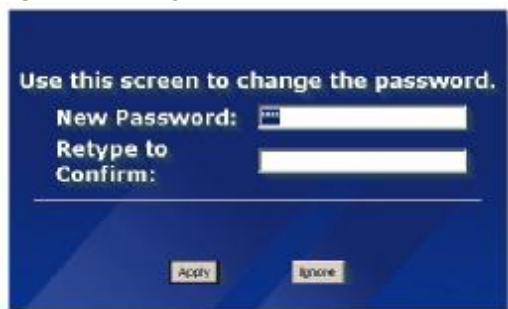 Use this screen to change the password.
New Password: ****
Retype to
Confirm:
Apply Ignore